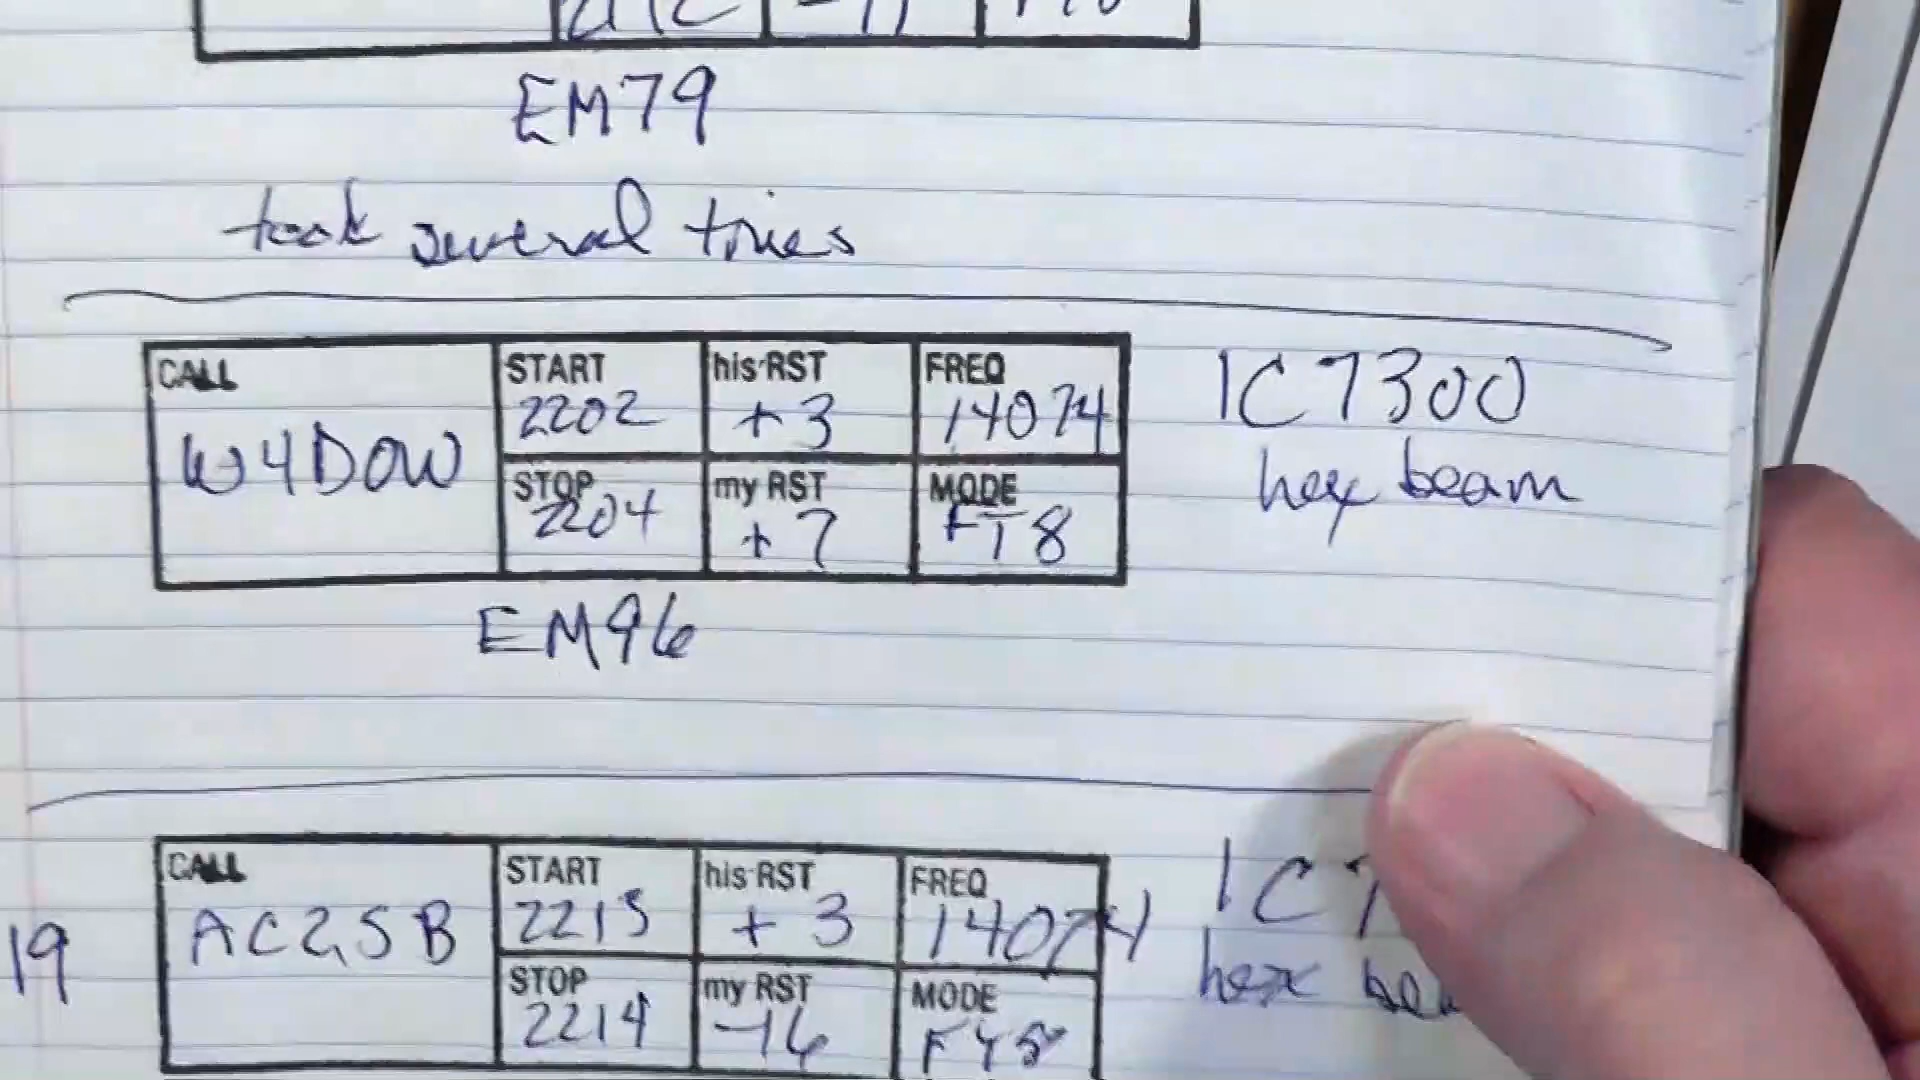 EM79
took several tries
CALL START his RST FREQ
2202 +3 14074 IC7300
W4DOW
STOP my RST MODE hex beam
2204 +7 FT8
EM96
CALL START his RST FREQ
19 AC2SB 2213 +3 14074
STOP my RST MODE hex
2214 -16